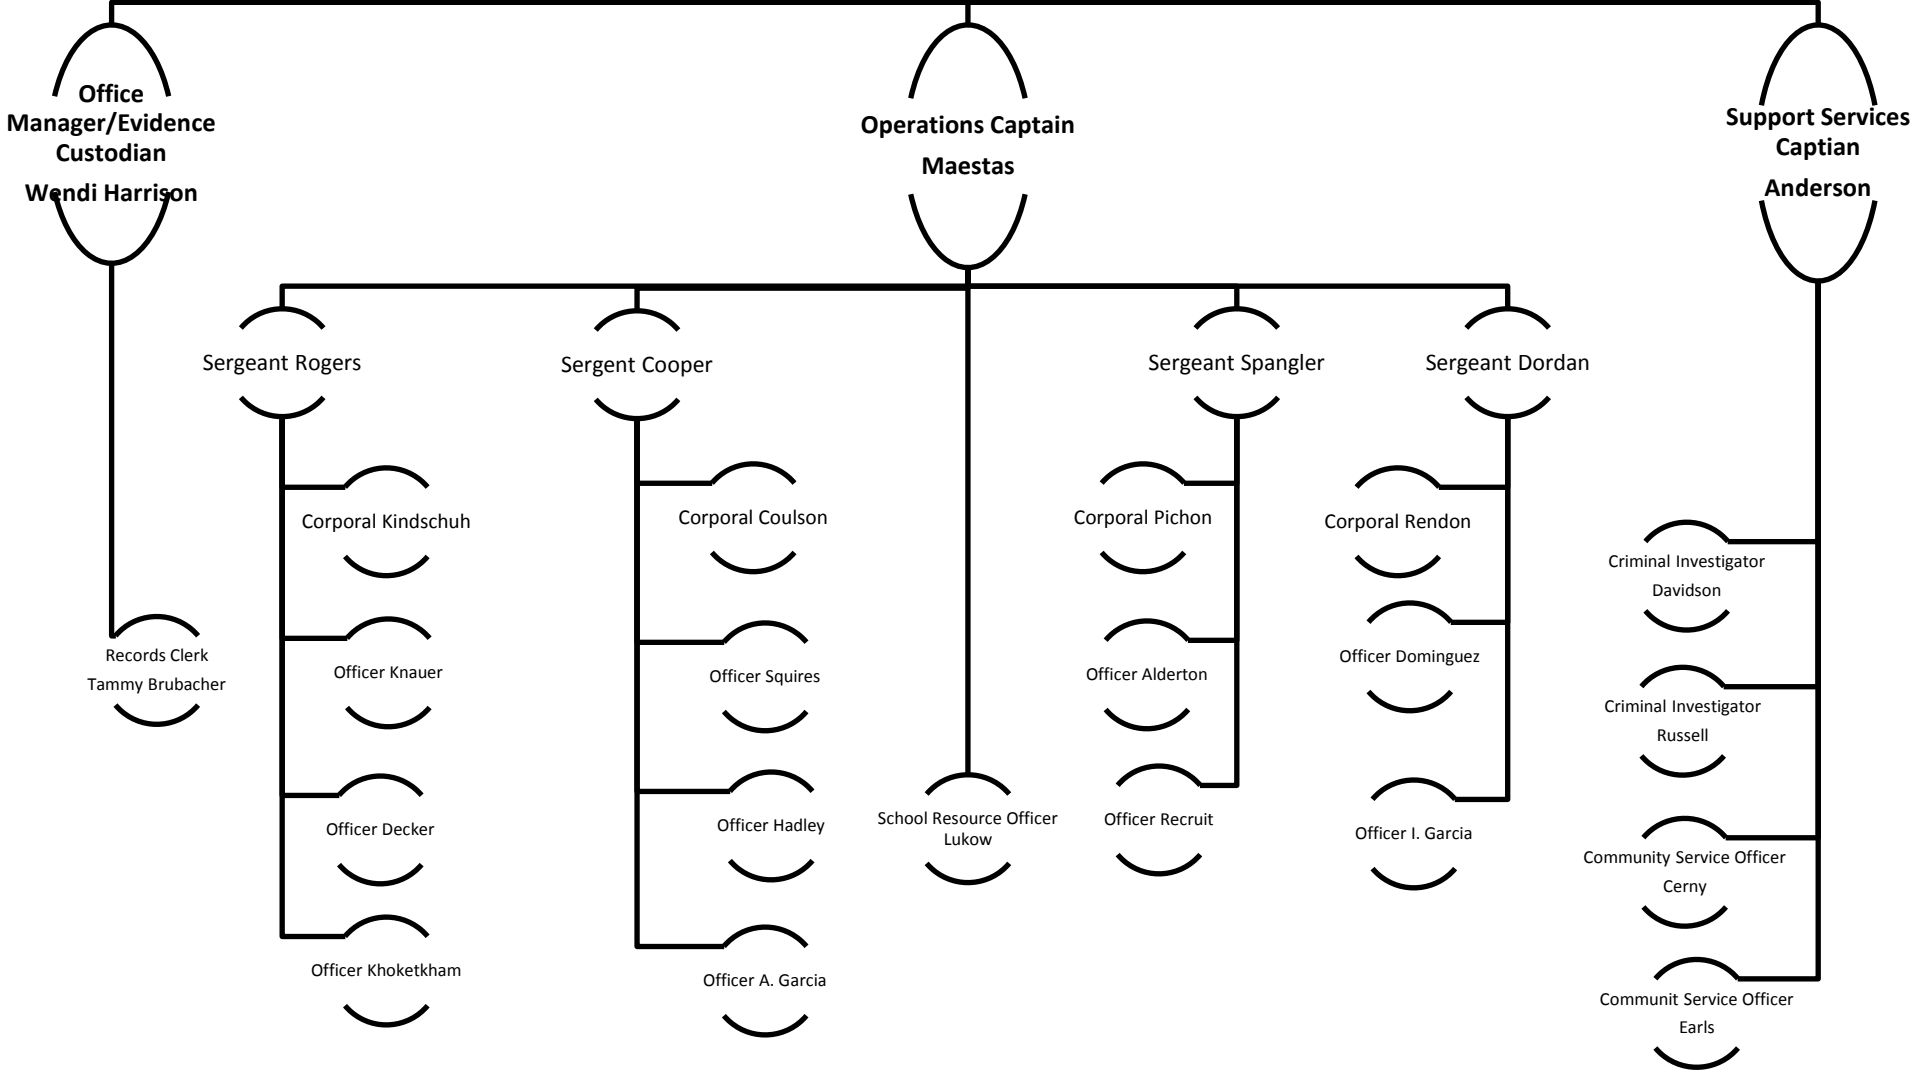 Office
Manager/Evidence
Custodian
Wendi Harrison
Operations Captain
Maestas
Support Services
Captian
Anderson
Sergeant Rogers
Sergent Cooper
Sergeant Spangler
Sergeant Dordan
Corporal Kindschuh
Officer Knauer
Officer Decker
Officer Khoketkham
Corporal Coulson
Officer Squires
Officer Hadley
Officer A. Garcia
School Resource Officer
Lukow
Corporal Pichon
Officer Alderton
Officer Recruit
Corporal Rendon
Officer Dominguez
Officer I. Garcia
Records Clerk
Tammy Brubacher
Criminal Investigator
Davidson
Criminal Investigator
Russell
Community Service Officer
Cerny
Communit Service Officer
Earls